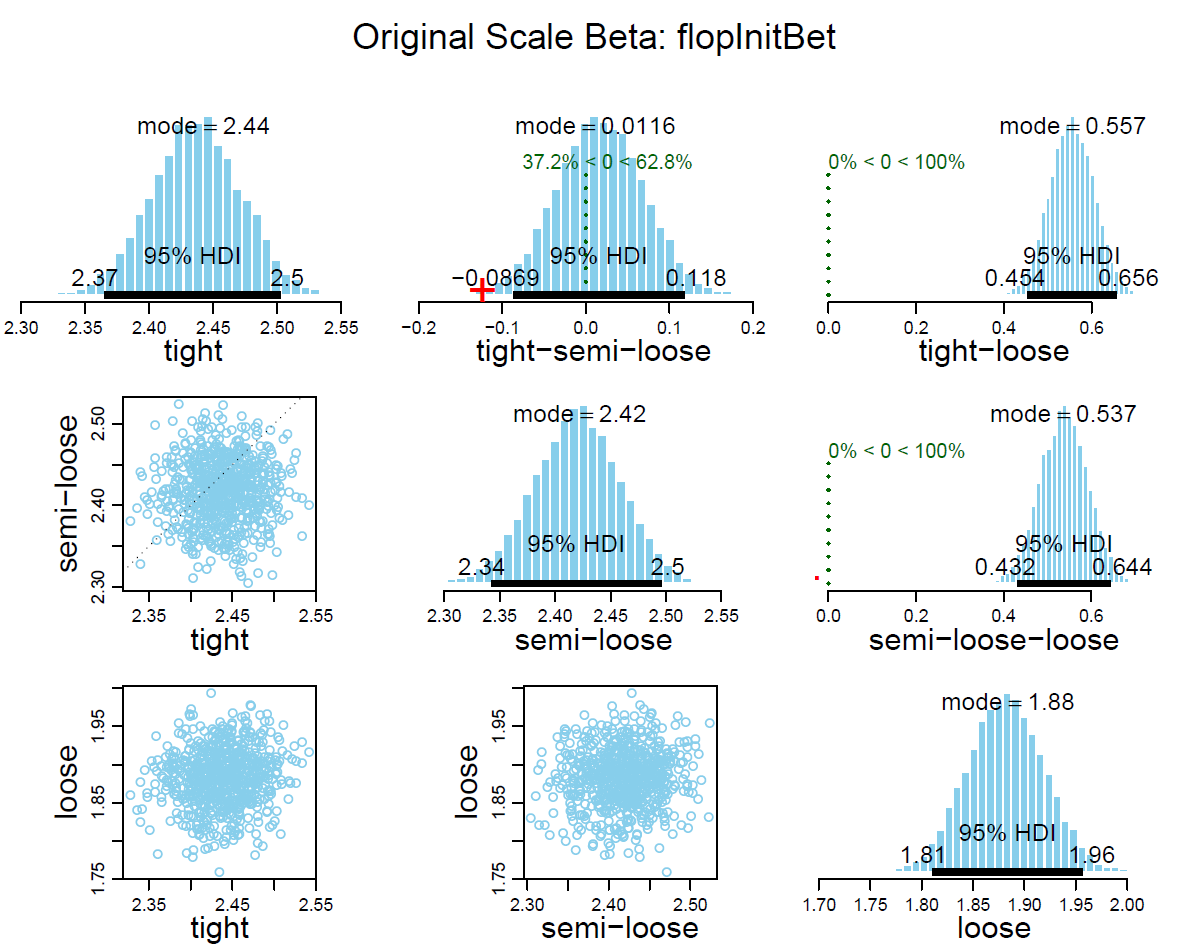 Original Scale Beta: flopInitBet
mode = 2.44
95% HDI
2.37 2.5
2.30 2.35 2.40 2.45 2.50 2.55
tight
mode = 0.0116
37.2% < 0 < 62.8%
95% HDI
−0.0869 0.118
−0.2 −0.1 0.0 0.1 0.2
tight−semi−loose
mode = 0.557
0% < 0 < 100%
95% HDI
0.454 0.656
0.0 0.2 0.4 0.6
tight−loose
semi−loose
2.30 2.40 2.50
2.35 2.45 2.55
tight
mode = 2.42
95% HDI
2.34 2.5
2.30 2.35 2.40 2.45 2.50 2.55
semi−loose
mode = 0.537
0% < 0 < 100%
95% HDI
0.432 0.644
0.0 0.2 0.4 0.6
semi−loose−loose
loose
1.75 1.85 1.95
2.35 2.45 2.55
tight
loose
1.75 1.85 1.95
2.30 2.40 2.50
semi−loose
mode = 1.88
95% HDI
1.81 1.96
1.70 1.75 1.80 1.85 1.90 1.95 2.00
loose